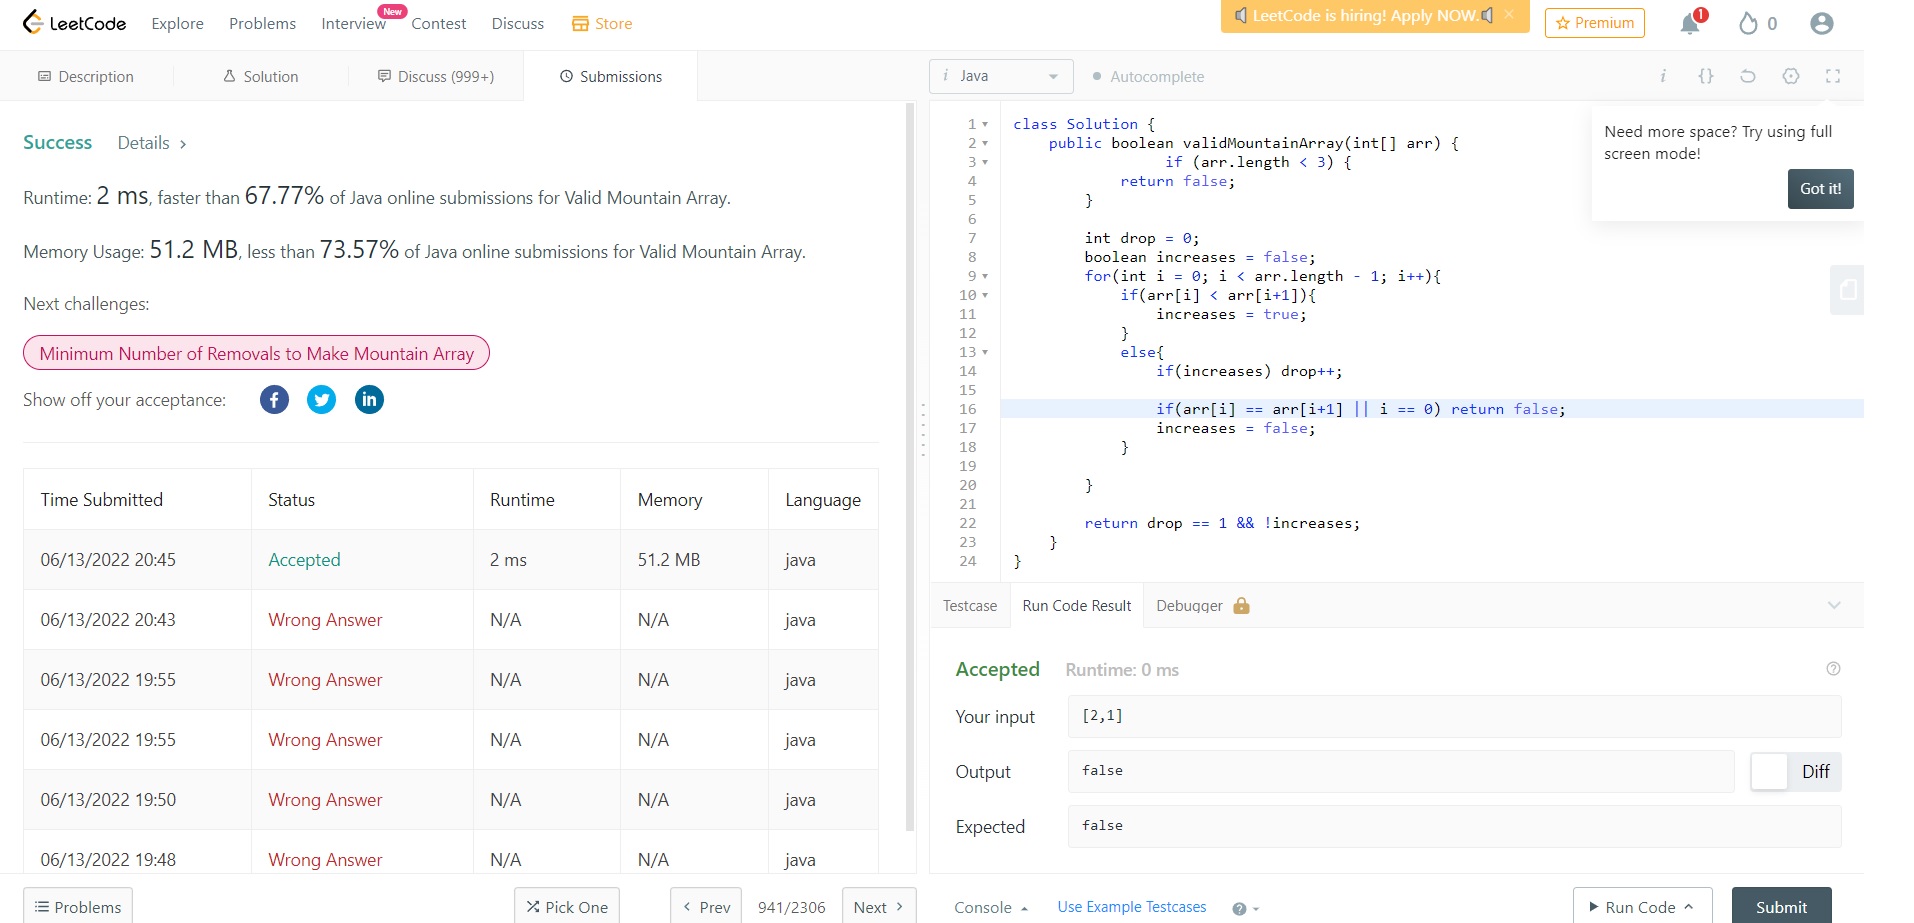 LeetCode Explore Problems Interview New Contest Discuss Store LeetCode is hiring! Apply NOW. Premium 1 0
Description Solution Discuss (999+) Submissions
Success Details >
Runtime: 2 ms, faster than 67.77% of Java online submissions for Valid Mountain Array.
Memory Usage: 51.2 MB, less than 73.57% of Java online submissions for Valid Mountain Array.
Next challenges:
Minimum Number of Removals to Make Mountain Array
Show off your acceptance:
Time Submitted Status Runtime Memory Language
06/13/2022 20:45 Accepted 2 ms 51.2 MB java
06/13/2022 20:43 Wrong Answer N/A N/A java
06/13/2022 19:55 Wrong Answer N/A N/A java
06/13/2022 19:55 Wrong Answer N/A N/A java
06/13/2022 19:50 Wrong Answer N/A N/A java
06/13/2022 19:48 Wrong Answer N/A N/A java
Problems Pick One < Prev 941/2306 Next >
i Java Autocomplete i {}
Need more space? Try using full
screen mode!
Got it!
1 class Solution {
2     public boolean validMountainArray(int[] arr) {
3                  if (arr.length < 3) {
4             return false;
5         }
6
7         int drop = 0;
8         boolean increases = false;
9         for(int i = 0; i < arr.length - 1; i++){
10             if(arr[i] < arr[i+1]){
11                 increases = true;
12             }
13             else{
14                 if(increases) drop++;
15
16                 if(arr[i] == arr[i+1] || i == 0) return false;
17                 increases = false;
18             }
19
20         }
21
22         return drop == 1 && !increases;
23     }
24 }
Testcase Run Code Result Debugger
Accepted Runtime: 0 ms
Your input [2,1]
Output false Diff
Expected false
Console Use Example Testcases Run Code Submit